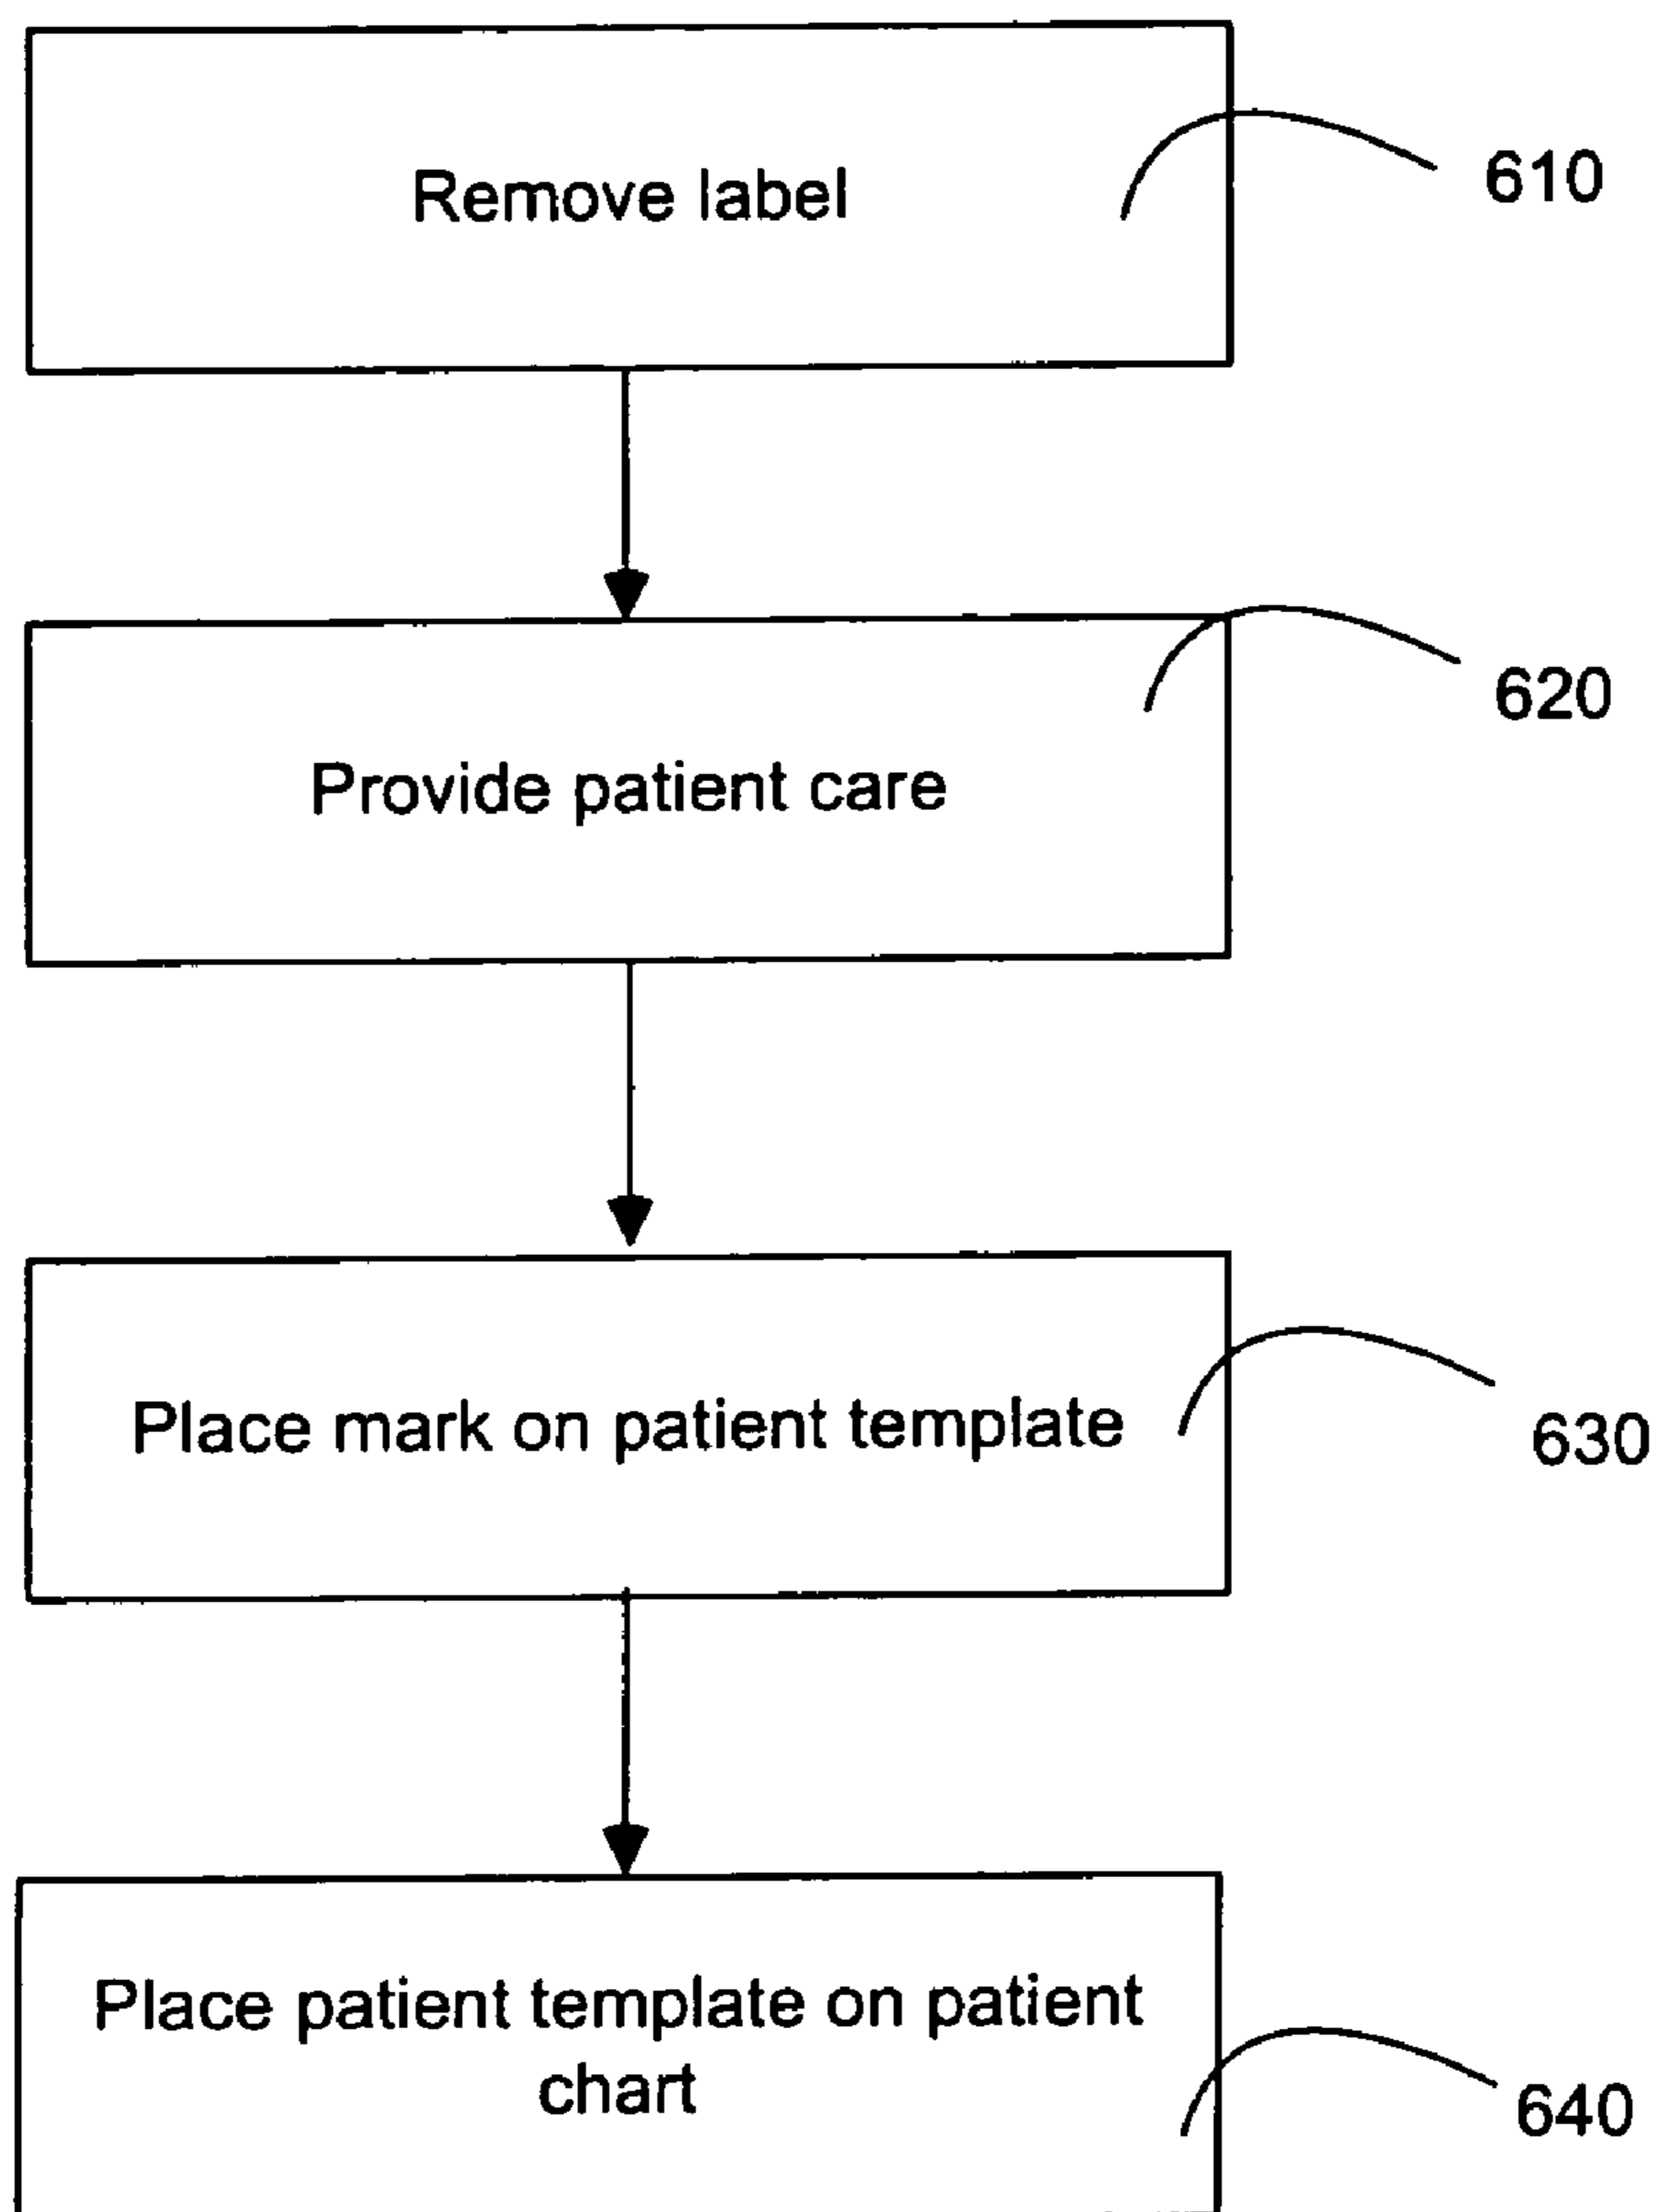 Remove label
610
Provide patient care
620
Place mark on patient template
630
Place patient template on patient
chart
640